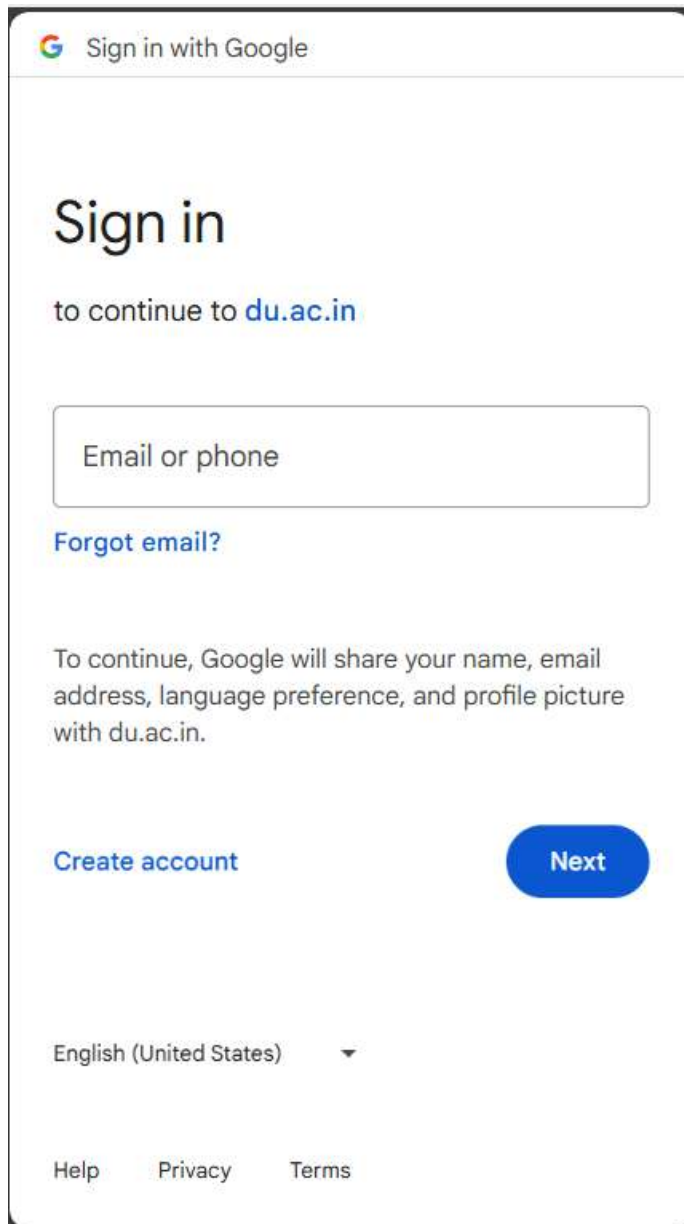 Sign in with Google
Sign in
to continue to du.ac.in
Email or phone
Forgot email?
To continue, Google will share your name, email
address, language preference, and profile picture
with du.ac.in.
Create account
Next
English (United States)
Help Privacy Terms